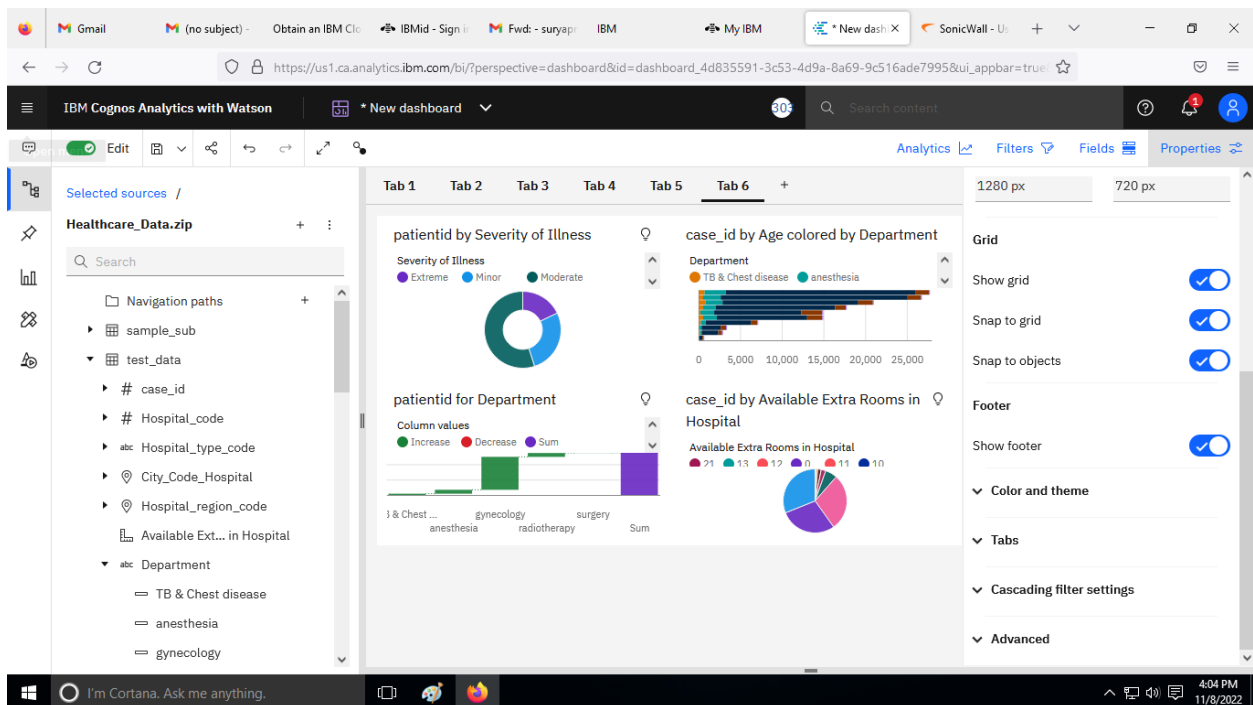 Gmail
(no subject) -
Obtain an IBM Clo
IBMid - Sign in
Fwd: - suryapr
IBM
My IBM
* New dash
SonicWall - Us
https://us1.ca.analytics.ibm.com/bi/?perspective=dashboard&id=dashboard_4d835591-3c53-4d9a-8a69-9c516ade7995&ui_appbar=true
IBM Cognos Analytics with Watson
* New dashboard
303
Search content
1
Edit
Analytics
Filters
Fields
Properties
Selected sources /
Healthcare_Data.zip
Search
Navigation paths
sample_sub
test_data
# case_id
# Hospital_code
abc Hospital_type_code
City_Code_Hospital
Hospital_region_code
Available Ext... in Hospital
abc Department
TB & Chest disease
anesthesia
gynecology
Tab 1 Tab 2 Tab 3 Tab 4 Tab 5 Tab 6 +
patientid by Severity of Illness
Severity of Illness
Extreme Minor Moderate
case_id by Age colored by Department
Department
TB & Chest disease anesthesia
0 5,000 10,000 15,000 20,000 25,000
patientid for Department
Column values
Increase Decrease Sum
& Chest ... gynecology surgery
anesthesia radiotherapy Sum
case_id by Available Extra Rooms in
Hospital
Available Extra Rooms in Hospital
21 13 12 0 11 10
1280 px 720 px
Grid
Show grid
Snap to grid
Snap to objects
Footer
Show footer
Color and theme
Tabs
Cascading filter settings
Advanced
I'm Cortana. Ask me anything.
4:04 PM
11/8/2022